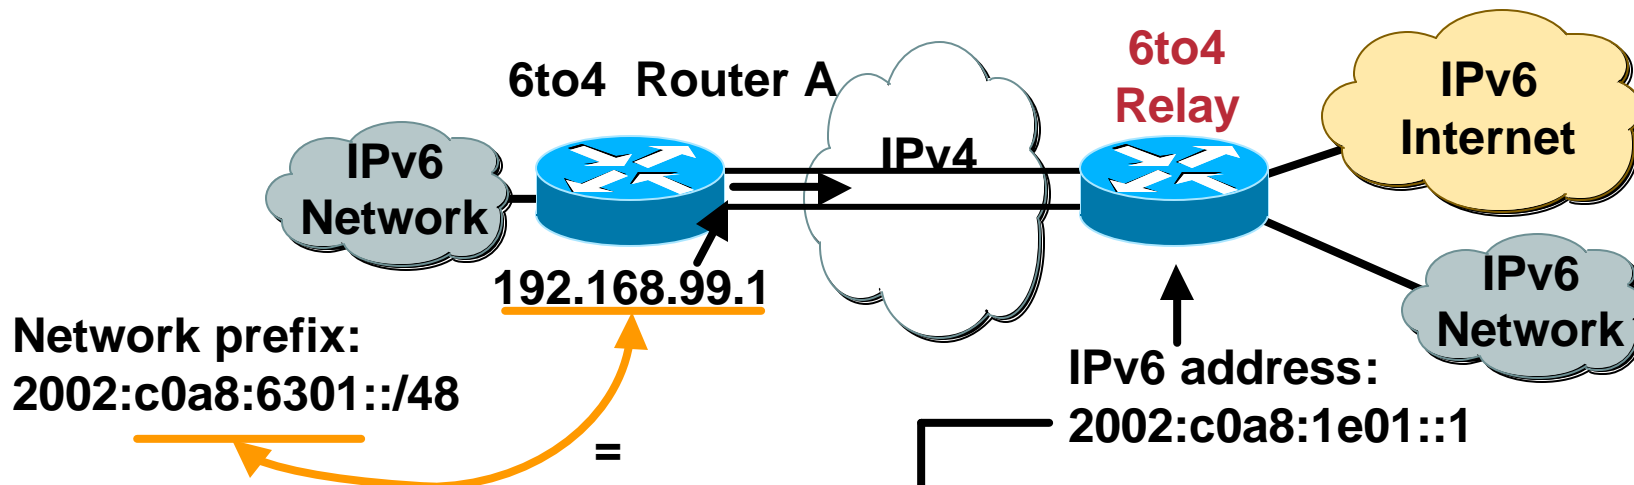 6to4 Router A
6to4
Relay
IPv6
Internet
IPv6
Network
IPv4
192.168.99.1
IPv6
Network
Network prefix:
2002:c0a8:6301::/48
=
IPv6 address:
2002:c0a8:1e01::1